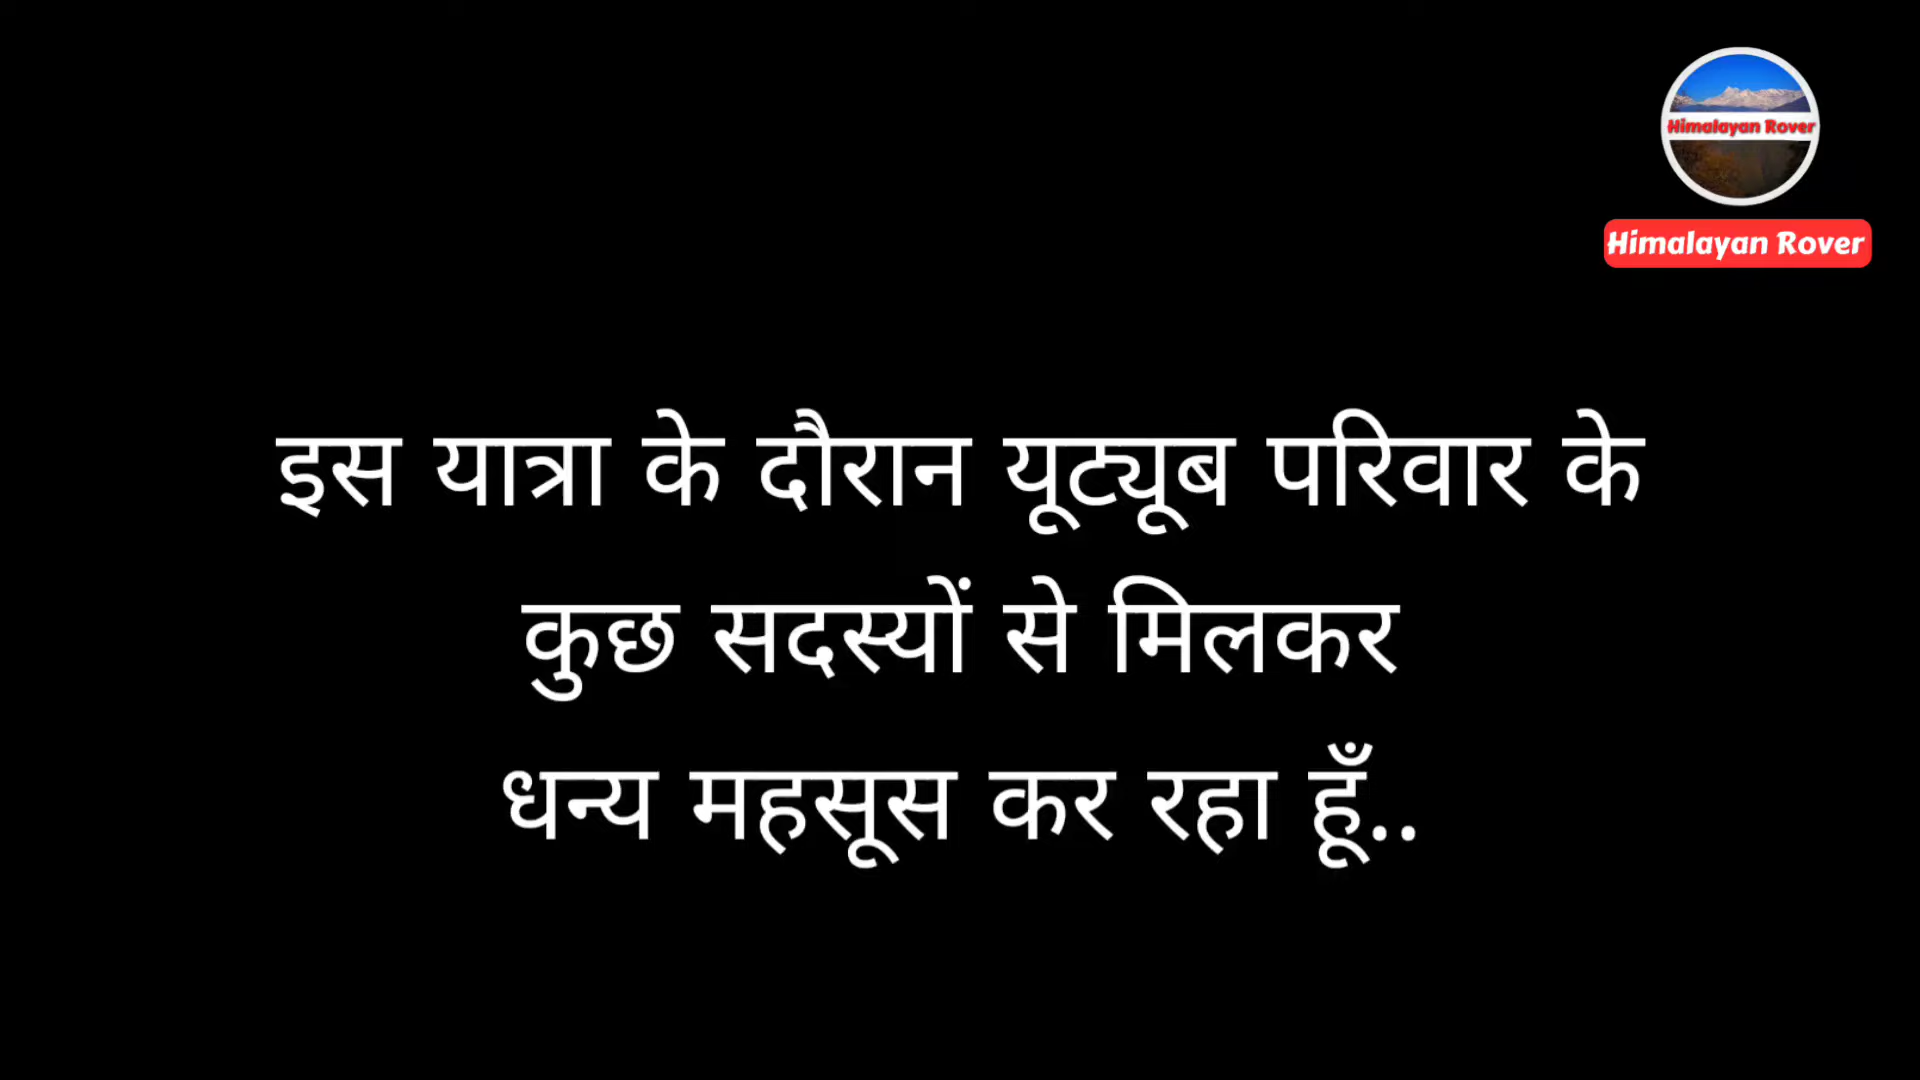 Himalayan Rover
Himalayan Rover
इस यात्रा के दौरान यूट्यूब परिवार के
कुछ सदस्यों से मिलकर
धन्य महसूस कर रहा हूँ..